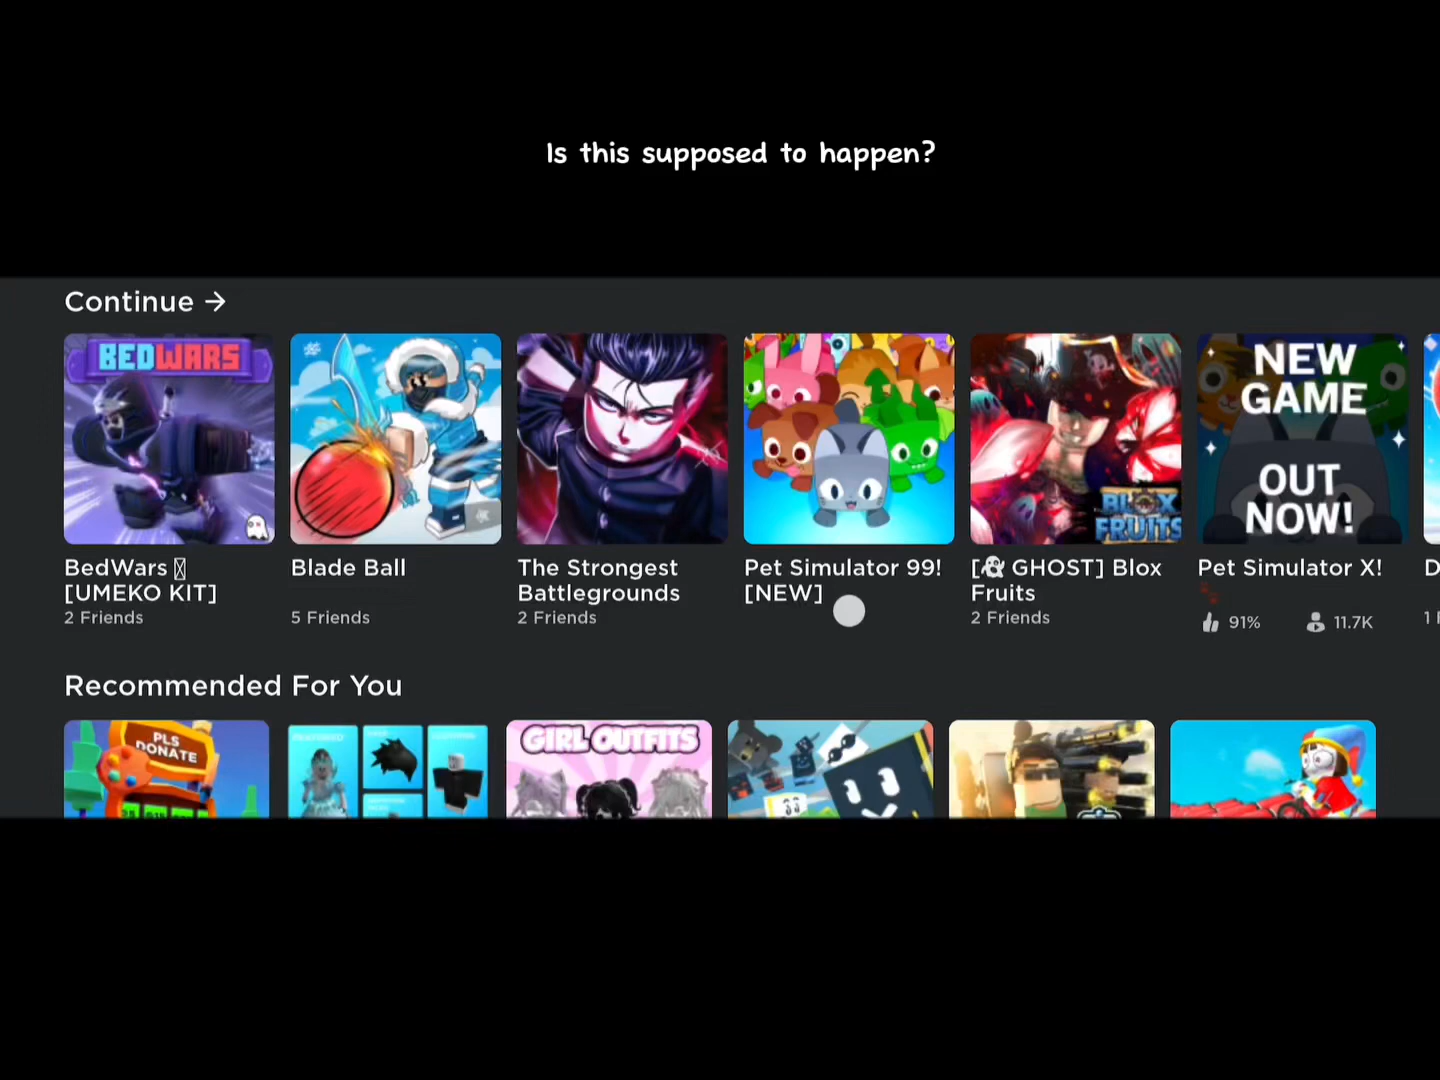 Is this supposed to happen?
Continue →
BEDWARS
NEW
GAME
OUT
NOW!
BLOX
FRUITS
BedWars
[UMEKO KIT]
2 Friends
Blade Ball
5 Friends
The Strongest
Battlegrounds
2 Friends
Pet Simulator 99!
[NEW]
[👻 GHOST] Blox
Fruits
2 Friends
Pet Simulator X!
91%
11.7K
D
1 F
Recommended For You
PLS
DONATE
GIRL OUTFITS